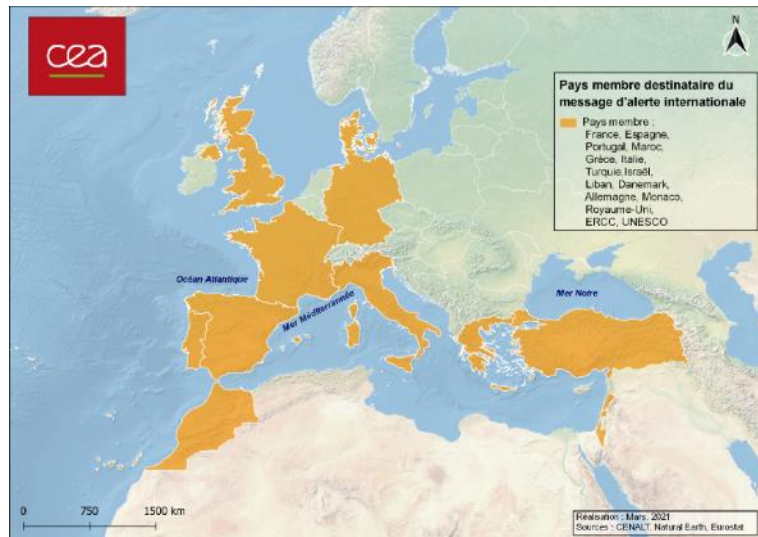 cea
N
Pays membre destinataire du
message d'alerte internationale
Pays membre :
France, Espagne,
Portugal, Maroc,
Grèce, Italie,
Turquie,Israël,
Liban, Danemark,
Allemagne, Monaco,
Royaume-Uni,
ERCC, UNESCO
Océan Atlantique
Mer Méditerrannée
Mer Noire
0 750 1500 km
Réalisation : Mars, 2021
Sources : CENALT, Natural Earth, Eurostat